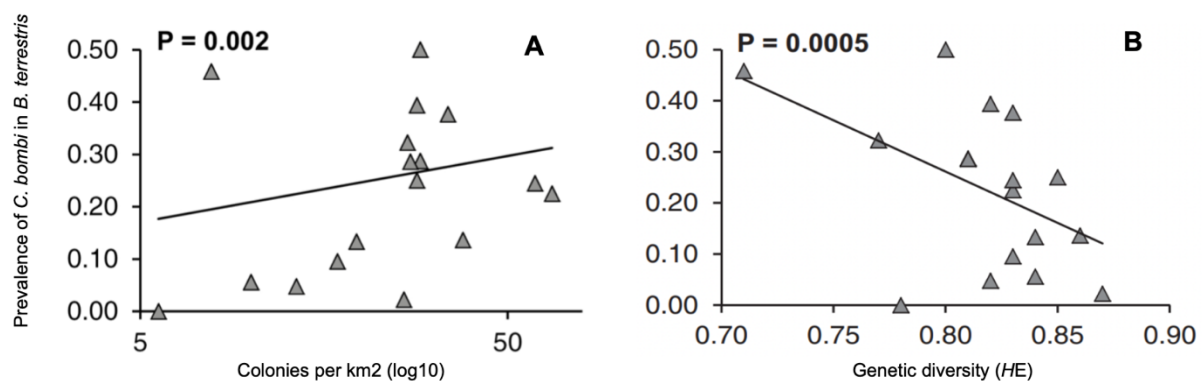 Prevalence of C. bombi in B. terrestris
P = 0.002
A
0.50
0.40
0.30
0.20
0.10
0.00
5
50
Colonies per km2 (log10)
P = 0.0005
B
0.50
0.40
0.30
0.20
0.10
0.00
0.70
0.75
0.80
0.85
0.90
Genetic diversity (HE)